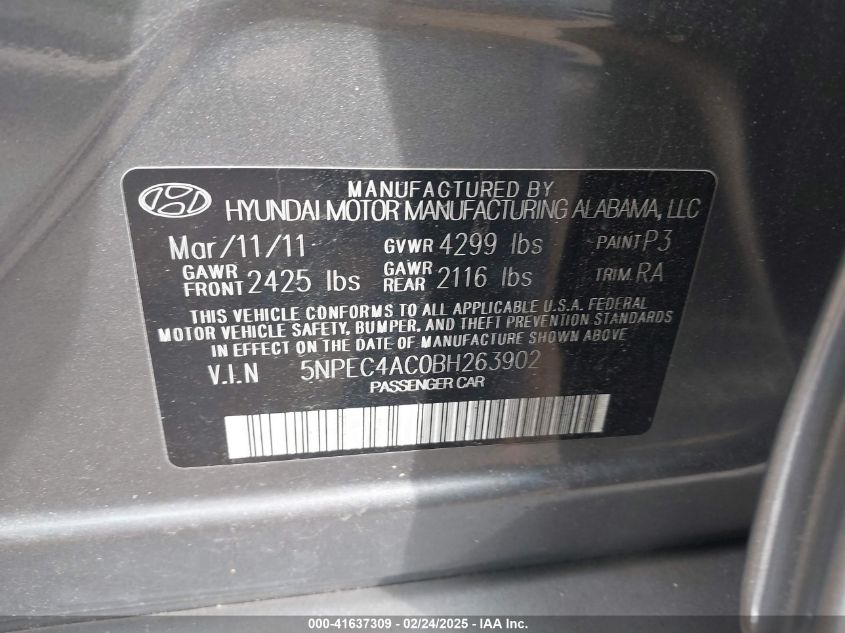 MANUFACTURED BY
HYUNDAI MOTOR MANUFACTURING ALABAMA, LLC
Mar/11/11 GVWR 4299 lbs PAINT P3
GAWR FRONT 2425 lbs GAWR REAR 2116 lbs TRIM RA
THIS VEHICLE CONFORMS TO ALL APPLICABLE U.S.A. FEDERAL
MOTOR VEHICLE SAFETY, BUMPER, AND THEFT PREVENTION STANDARDS
IN EFFECT ON THE DATE OF MANUFACTURE SHOWN ABOVE
V.I.N 5NPEC4AC0BH263902
PASSENGER CAR
000-41637309 - 02/24/2025 - IAA Inc.